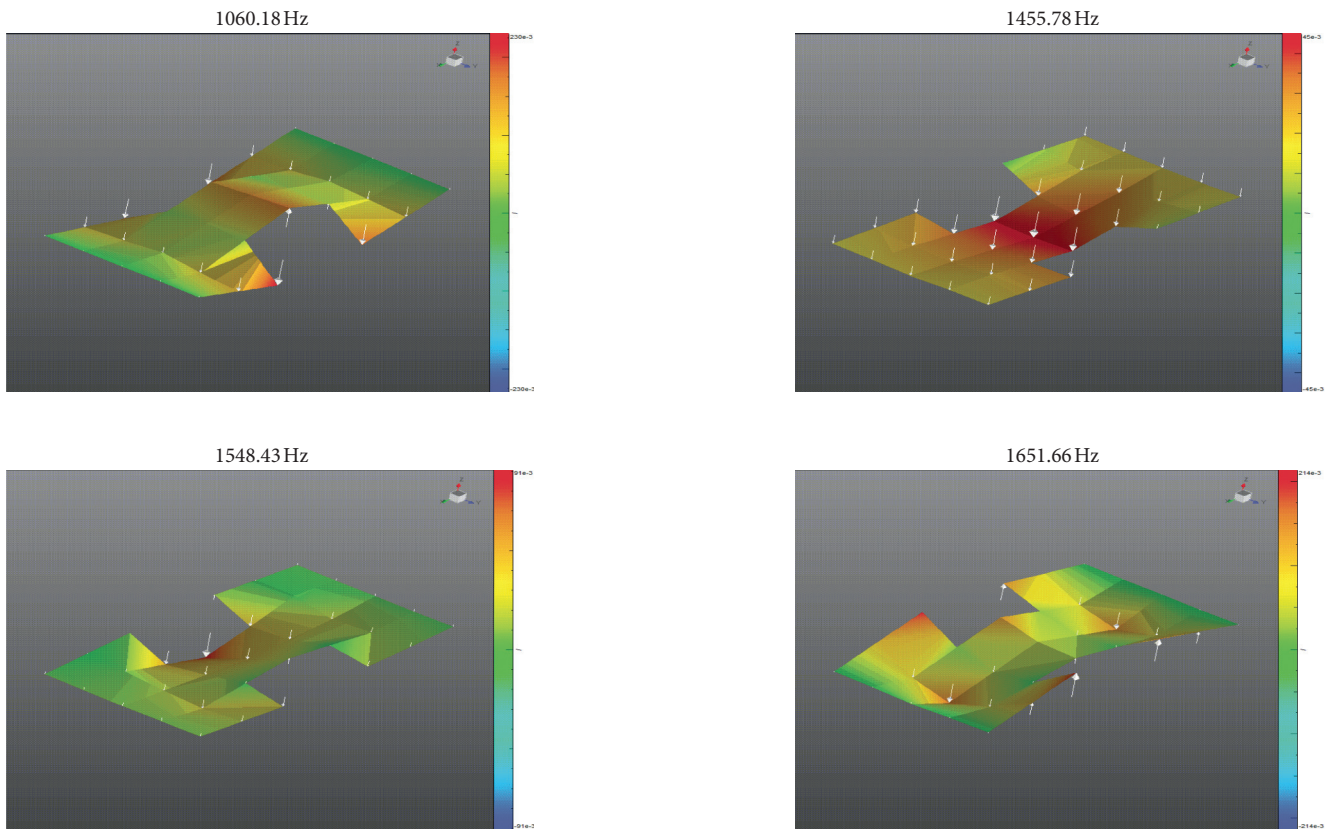 1060.18 Hz
1455.78 Hz
230e-3
Z
Y
-230e-3
45e-3
Z
Y
-45e-3
1548.43 Hz
1651.66 Hz
91e-3
Z
Y
-91e-3
214e-3
Z
Y
-214e-3